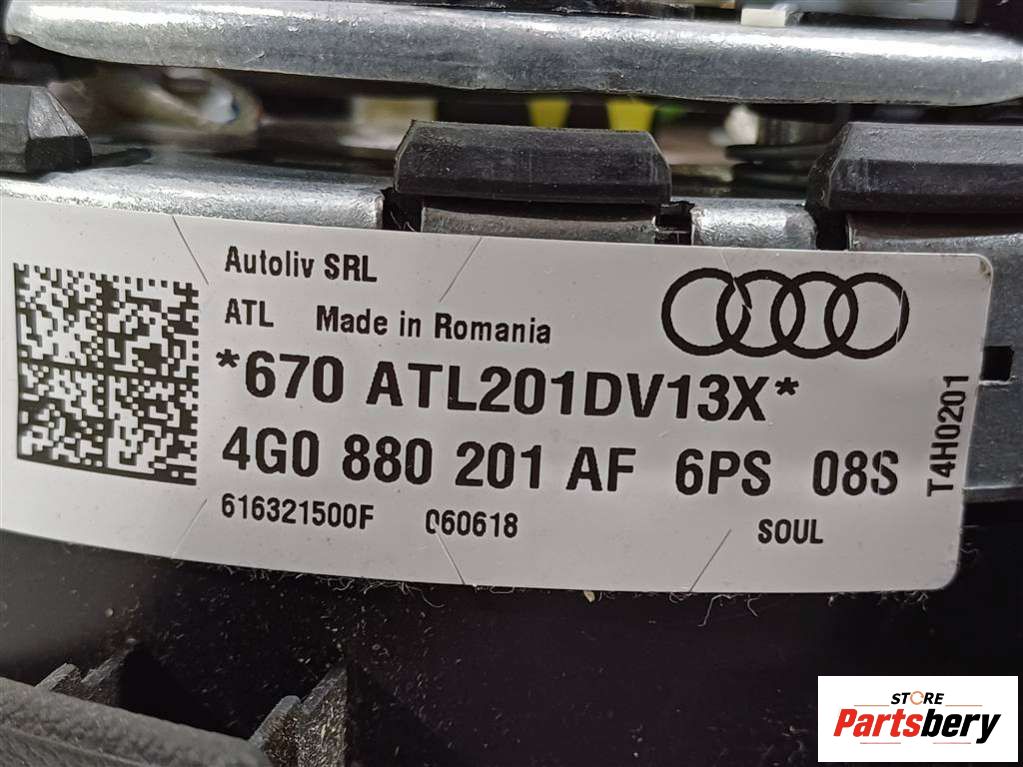 Autoliv SRL
ATL Made in Romania
*670 ATL201DV13X*
4G0 880 201 AF 6PS 08S
616321500F 060618 SOUL
T4H0201
STORE
Partsbery